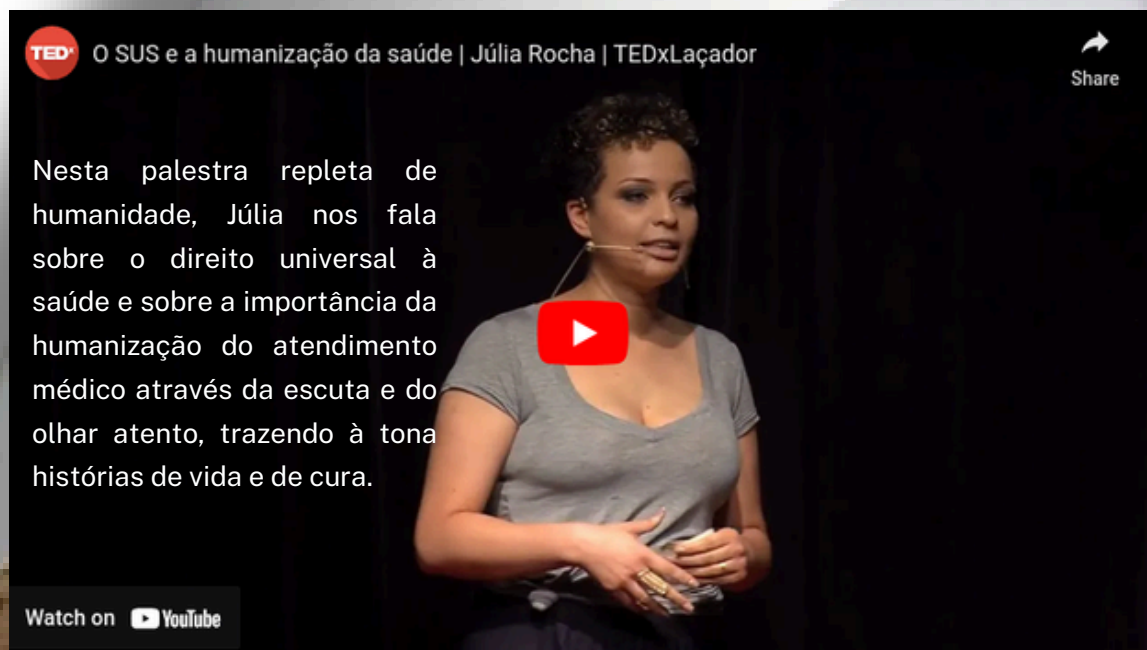 TEDx
O SUS e a humanização da saúde | Júlia Rocha | TEDxLaçador
Share
Nesta palestra repleta de
humanidade, Júlia nos fala
sobre o direito universal à
saúde e sobre a importância da
humanização do atendimento
médico através da escuta e do
olhar atento, trazendo à tona
histórias de vida e de cura.
Watch on YouTube